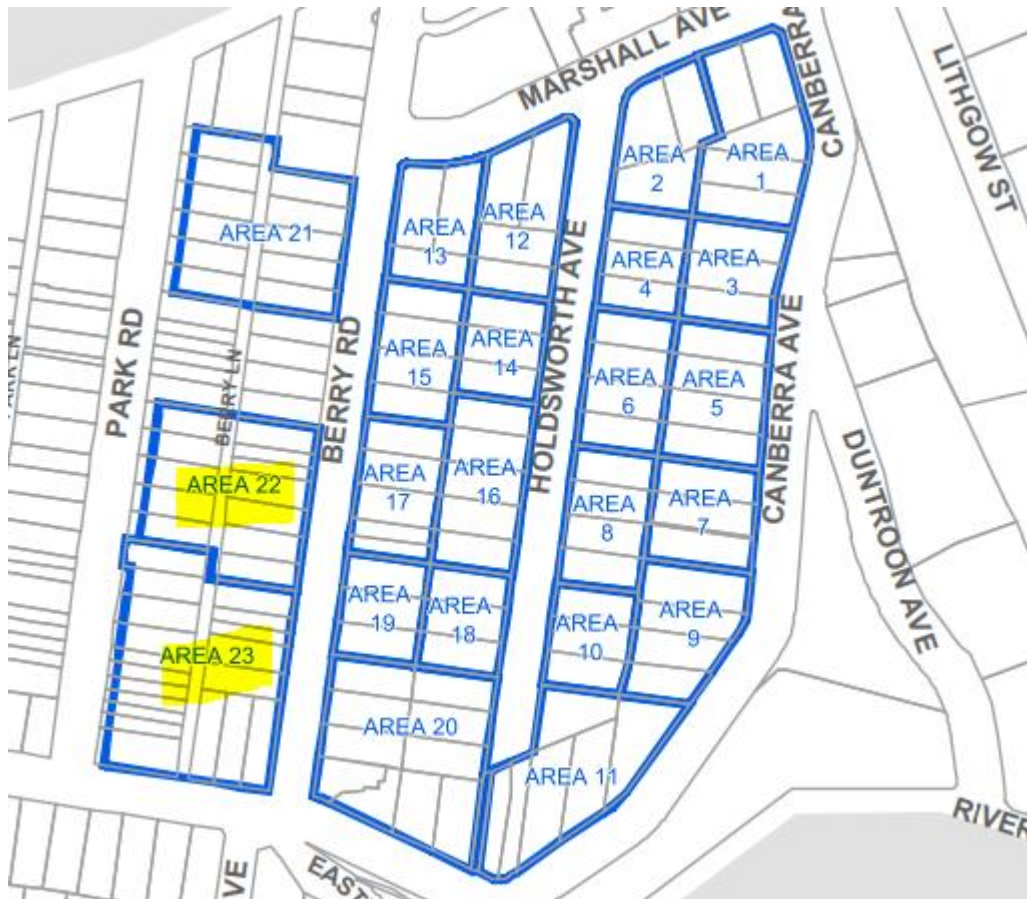 MARSHALL AVE
CANBERRA
LITHGOW ST
CANBERRA
AREA
2
AREA
1
AREA 21
AREA
13
AREA
12
HOLDSWORTH AVE
AREA
4
AREA
3
PARK RD
BERRY LN
BERRY RD
AREA
15
AREA
14
AREA
6
AREA
5
CANBERRA AVE
AREA 22
AREA
17
AREA
16
AREA
8
AREA
7
DUNTROON AVE
AREA 23
AREA
19
AREA
18
AREA
10
AREA
9
AREA 20
AREA 11
RIVER
EAST
VE